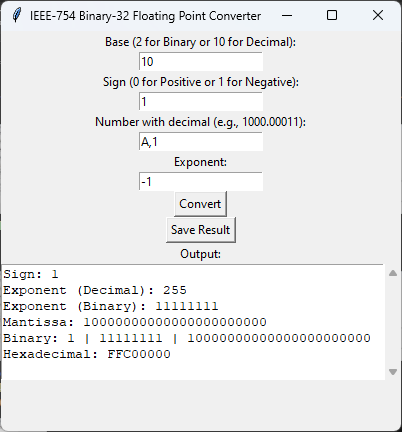 IEEE-754 Binary-32 Floating Point Converter
Base (2 for Binary or 10 for Decimal):
10
Sign (0 for Positive or 1 for Negative):
1
Number with decimal (e.g., 1000.00011):
A,1
Exponent:
-1
Convert
Save Result
Output:
Sign: 1
Exponent (Decimal): 255
Exponent (Binary): 11111111
Mantissa: 10000000000000000000000
Binary: 1 | 11111111 | 10000000000000000000000
Hexadecimal: FFC00000